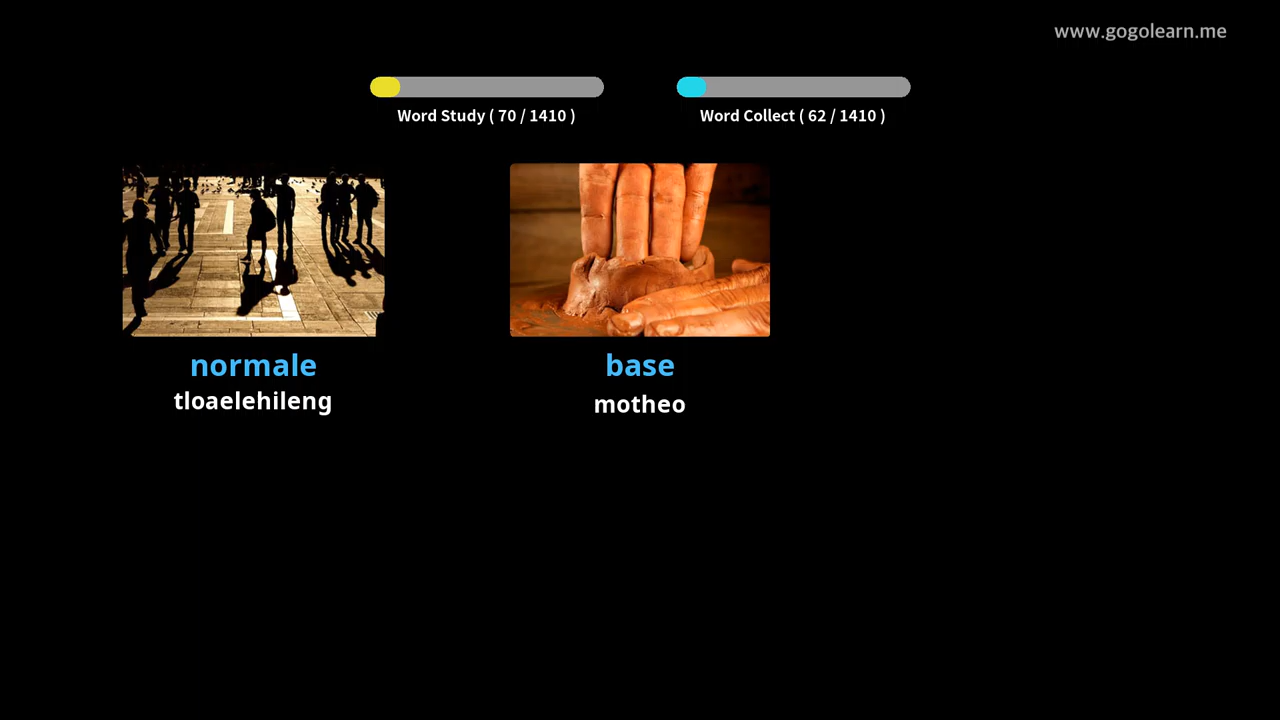 www.gogolearn.me
Word Study ( 70 / 1410 )
Word Collect ( 62 / 1410 )
normale
tloaelehileng
base
motheo